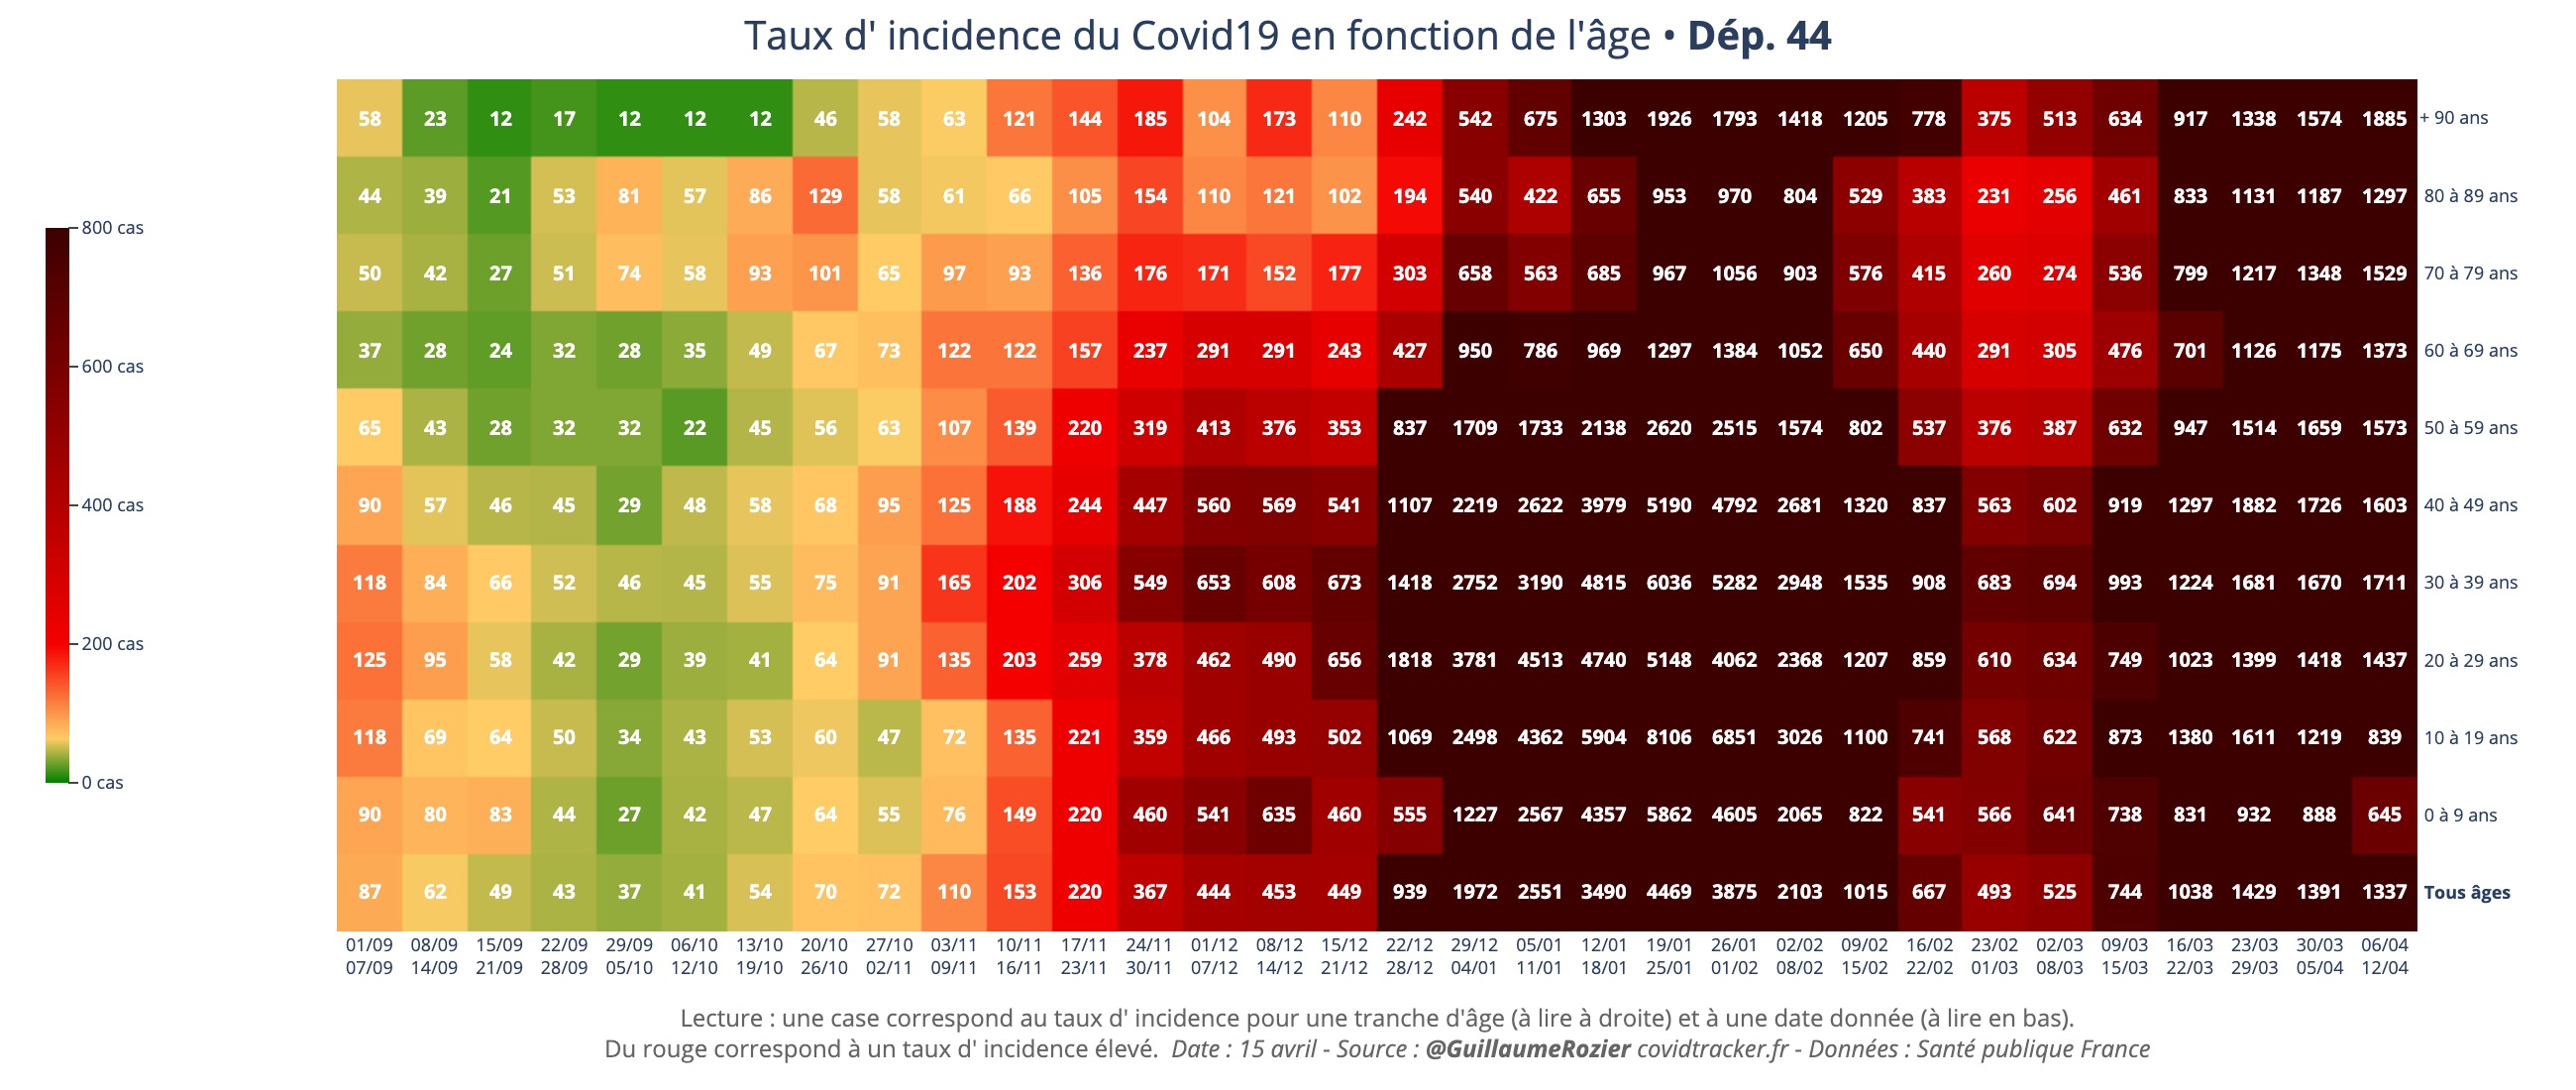 Taux d' incidence du Covid19 en fonction de l'âge • Dép. 44
800 cas
600 cas
400 cas
200 cas
0 cas
58 23 12 17 12 12 12 46 58 63 121 144 185 104 173 110 242 542 675 1303 1926 1793 1418 1205 778 375 513 634 917 1338 1574 1885 + 90 ans
44 39 21 53 81 57 86 129 58 61 66 105 154 110 121 102 194 540 422 655 953 970 804 529 383 231 256 461 833 1131 1187 1297 80 à 89 ans
50 42 27 51 74 58 93 101 65 97 93 136 176 171 152 177 303 658 563 685 967 1056 903 576 415 260 274 536 799 1217 1348 1529 70 à 79 ans
37 28 24 32 28 35 49 67 73 122 122 157 237 291 291 243 427 950 786 969 1297 1384 1052 650 440 291 305 476 701 1126 1175 1373 60 à 69 ans
65 43 28 32 32 22 45 56 63 107 139 220 319 413 376 353 837 1709 1733 2138 2620 2515 1574 802 537 376 387 632 947 1514 1659 1573 50 à 59 ans
90 57 46 45 29 48 58 68 95 125 188 244 447 560 569 541 1107 2219 2622 3979 5190 4792 2681 1320 837 563 602 919 1297 1882 1726 1603 40 à 49 ans
118 84 66 52 46 45 55 75 91 165 202 306 549 653 608 673 1418 2752 3190 4815 6036 5282 2948 1535 908 683 694 993 1224 1681 1670 1711 30 à 39 ans
125 95 58 42 29 39 41 64 91 135 203 259 378 462 490 656 1818 3781 4513 4740 5148 4062 2368 1207 859 610 634 749 1023 1399 1418 1437 20 à 29 ans
118 69 64 50 34 43 53 60 47 72 135 221 359 466 493 502 1069 2498 4362 5904 8106 6851 3026 1100 741 568 622 873 1380 1611 1219 839 10 à 19 ans
90 80 83 44 27 42 47 64 55 76 149 220 460 541 635 460 555 1227 2567 4357 5862 4605 2065 822 541 566 641 738 831 932 888 645 0 à 9 ans
87 62 49 43 37 41 54 70 72 110 153 220 367 444 453 449 939 1972 2551 3490 4469 3875 2103 1015 667 493 525 744 1038 1429 1391 1337 Tous âges
01/09 08/09 15/09 22/09 29/09 06/10 13/10 20/10 27/10 03/11 10/11 17/11 24/11 01/12 08/12 15/12 22/12 29/12 05/01 12/01 19/01 26/01 02/02 09/02 16/02 23/02 02/03 09/03 16/03 23/03 30/03 06/04
07/09 14/09 21/09 28/09 05/10 12/10 19/10 26/10 02/11 09/11 16/11 23/11 30/11 07/12 14/12 21/12 28/12 04/01 11/01 18/01 25/01 01/02 08/02 15/02 22/02 01/03 08/03 15/03 22/03 29/03 05/04 12/04
Lecture : une case correspond au taux d' incidence pour une tranche d'âge (à lire à droite) et à une date donnée (à lire en bas).
Du rouge correspond à un taux d' incidence élevé. Date : 15 avril - Source : @GuillaumeRozier covidtracker.fr - Données : Santé publique France